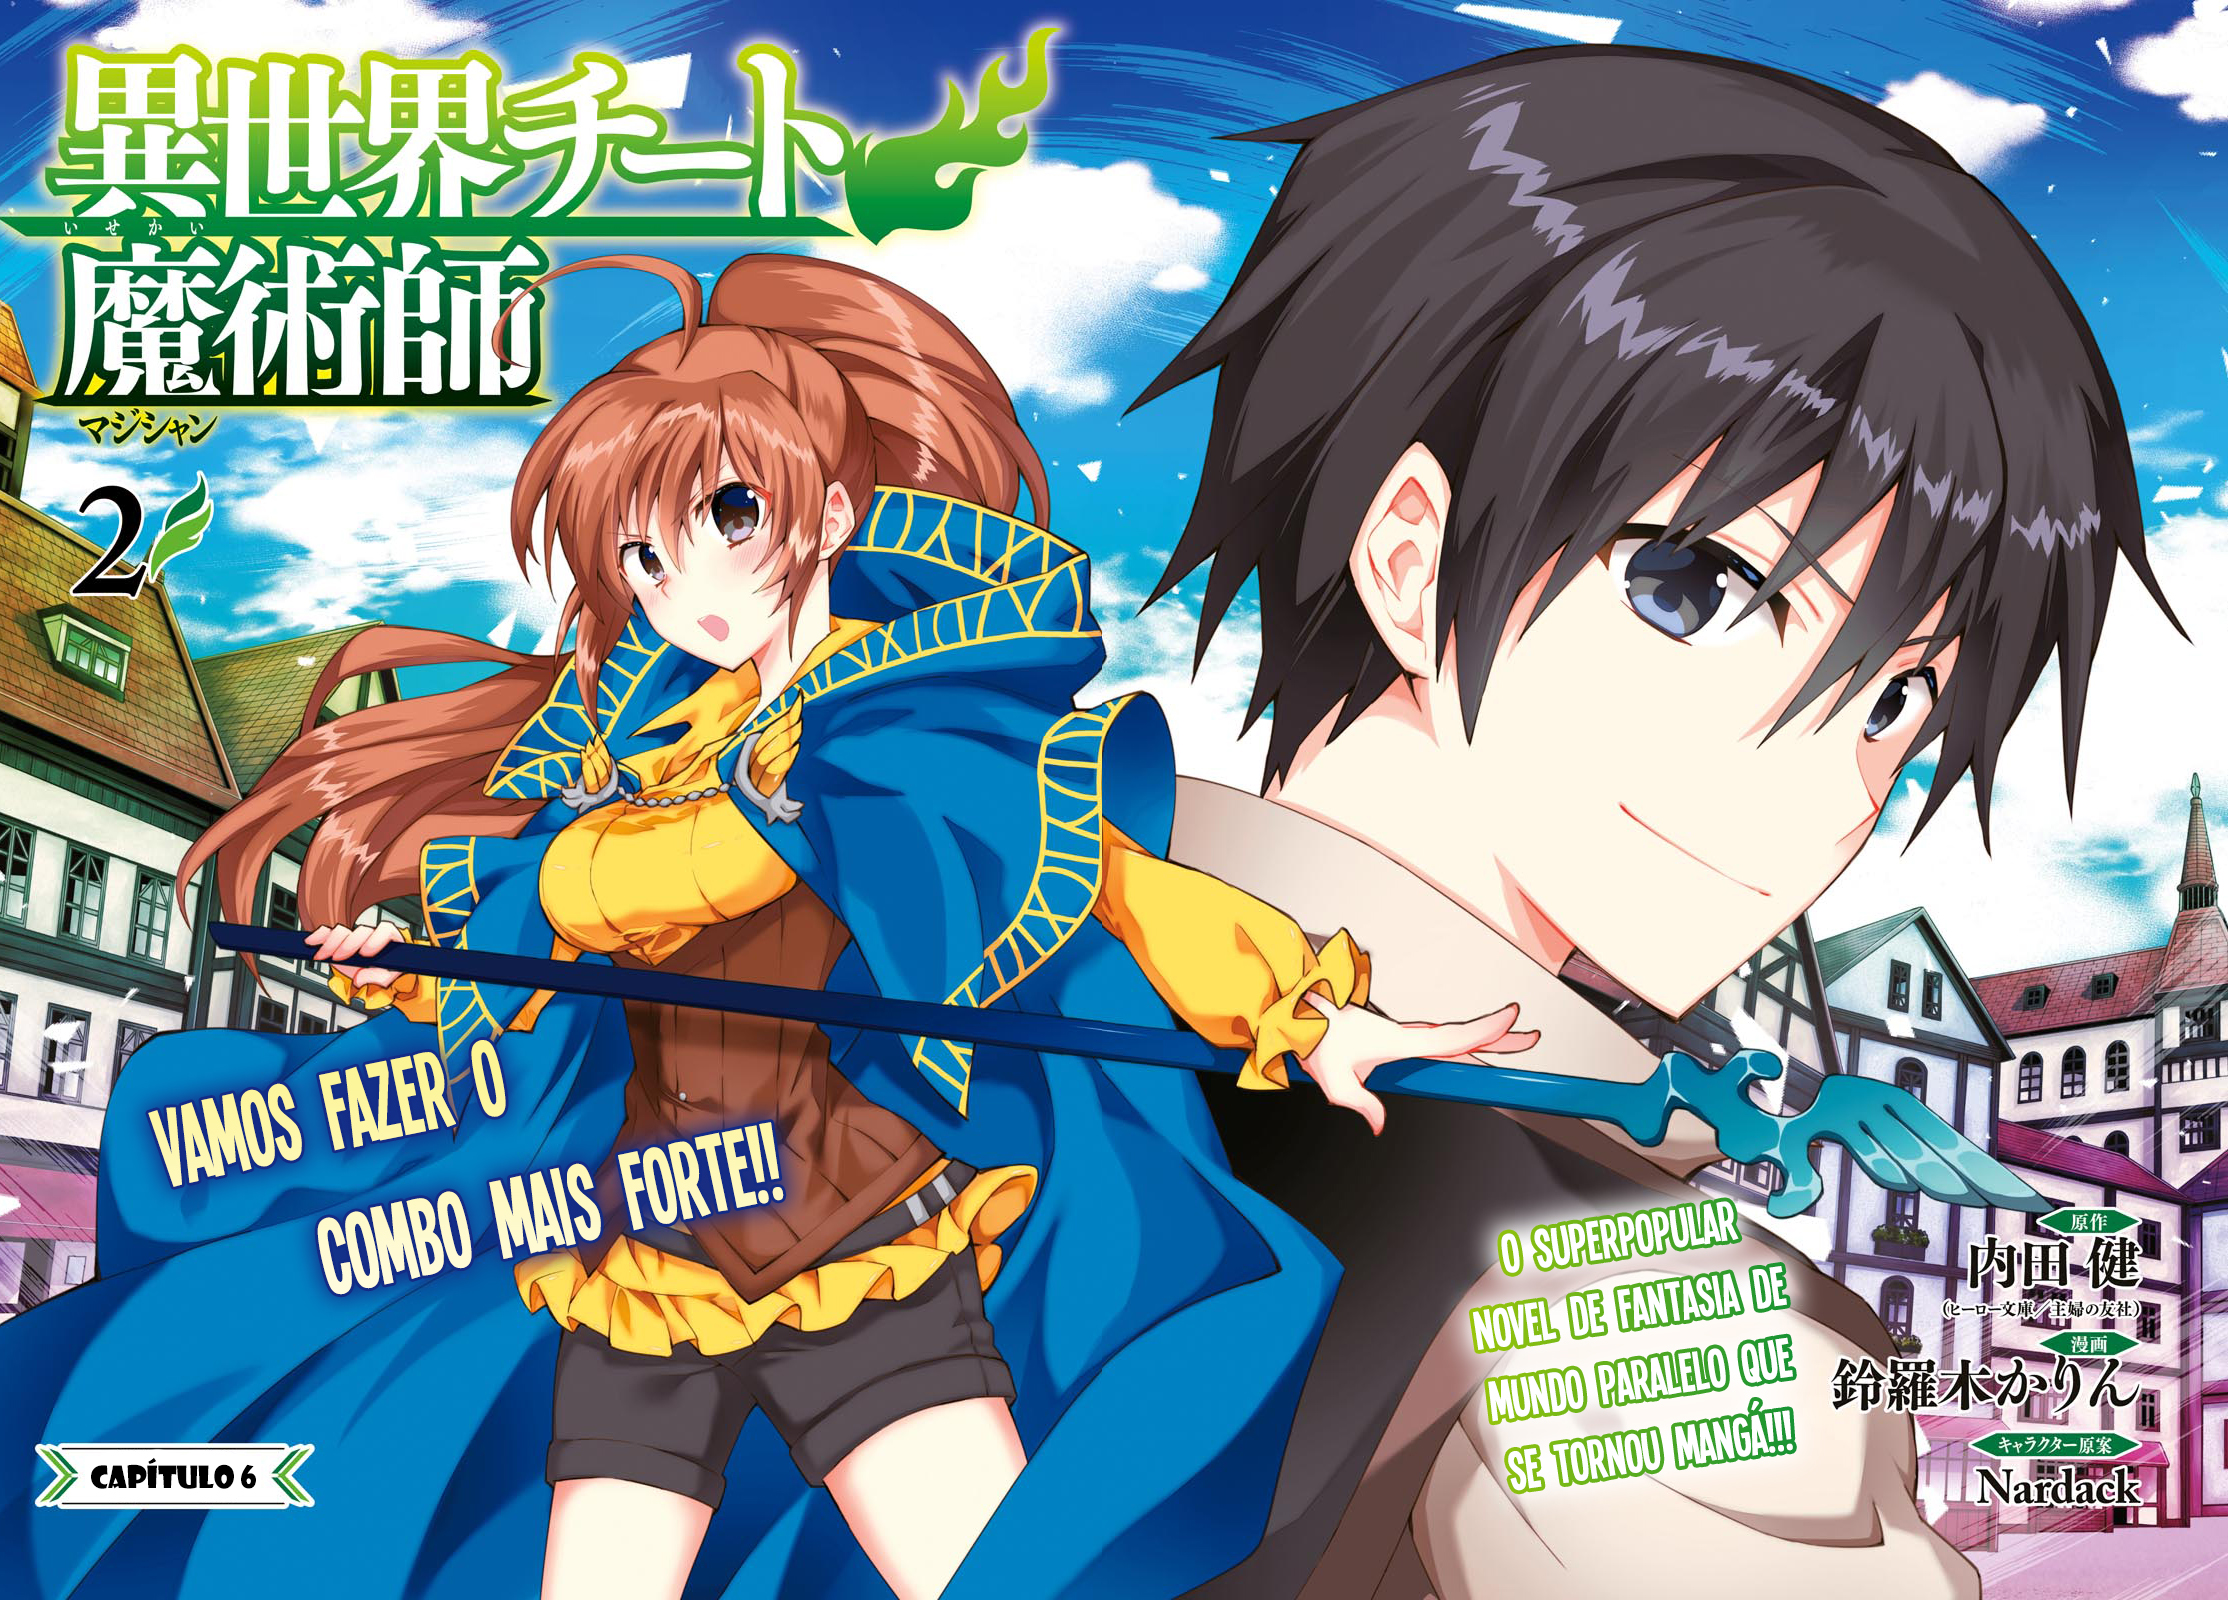 異世界チート
いせかい
魔術師
マジシャン
2
VAMOS FAZER O
COMBO MAIS FORTE!!
O SUPERPOPULAR
NOVEL DE FANTASIA DE
MUNDO PARALELO QUE
SE TORNOU MANGÁ!!!
原作
内田 健
(ヒーロー文庫/主婦の友社)
漫画
鈴羅木かりん
キャラクター原案
Nardack
CAPÍTULO 6